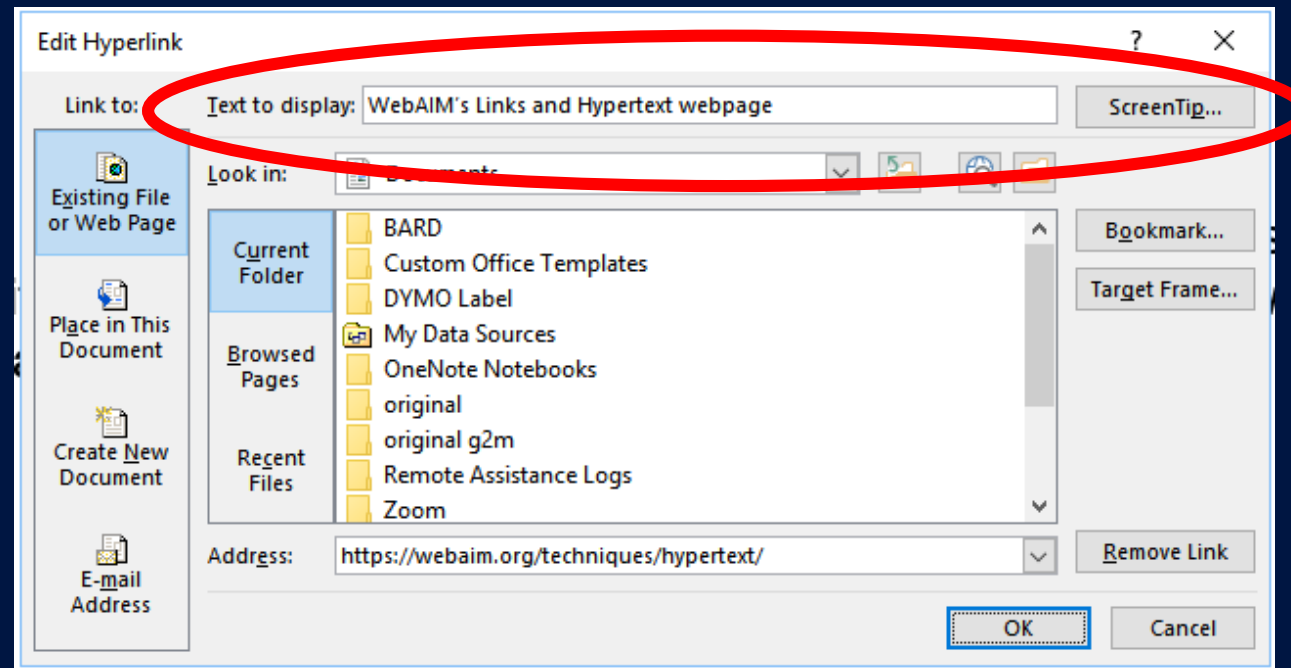 Edit Hyperlink
?
Link to:
Text to display: WebAIM's Links and Hypertext webpage
ScreenTip...
Look in:
Documents
Existing File
or Web Page
Place in This
Document
Create New
Document
E-mail
Address
Current
Folder
Browsed
Pages
Recent
Files
BARD
Custom Office Templates
DYMO Label
My Data Sources
OneNote Notebooks
original
original g2m
Remote Assistance Logs
Zoom
Bookmark...
Target Frame...
Address: https://webaim.org/techniques/hypertext/
Remove Link
OK
Cancel